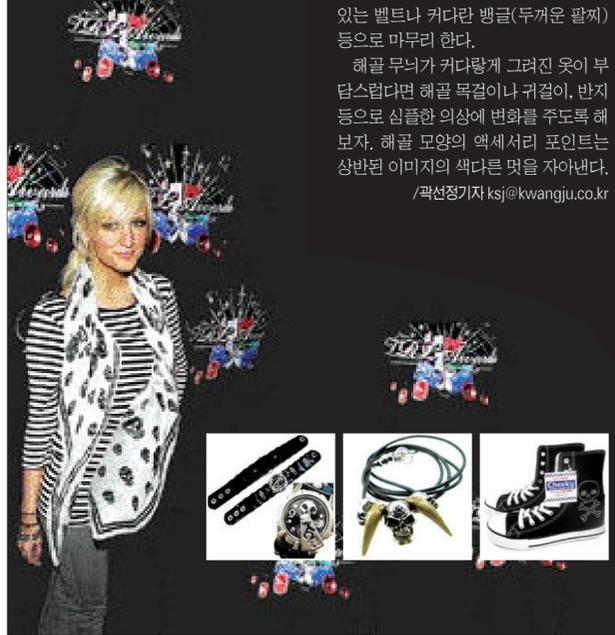 있는 벨트나 커다란 뱅글(두꺼운 팔찌)
등으로 마무리 한다.
해골 무늬가 커다랗게 그려진 옷이 부
담스럽다면 해골 목걸이나 귀걸이, 반지
등으로 심플한 의상에 변화를 주도록 해
보자. 해골 모양의 액세서리 포인트는
상반된 이미지의 색다른 멋을 자아낸다.
/곽선정기자 ksj@kwangju.co.kr
Cheeky